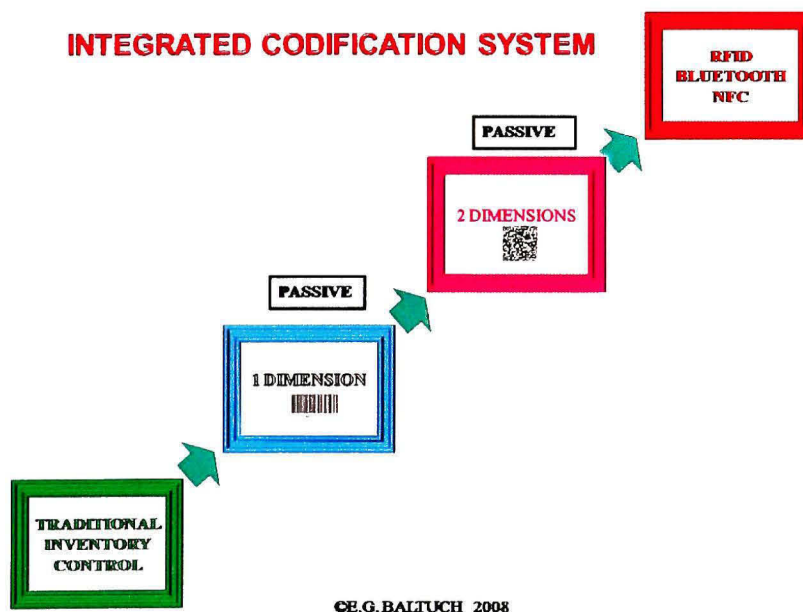 INTEGRATED CODIFICATION SYSTEM
RFID
BLUETOOTH
NFC
PASSIVE
2 DIMENSIONS
PASSIVE
1 DIMENSION
TRADITIONAL
INVENTORY
CONTROL
©E.G. BALTUCH 2008